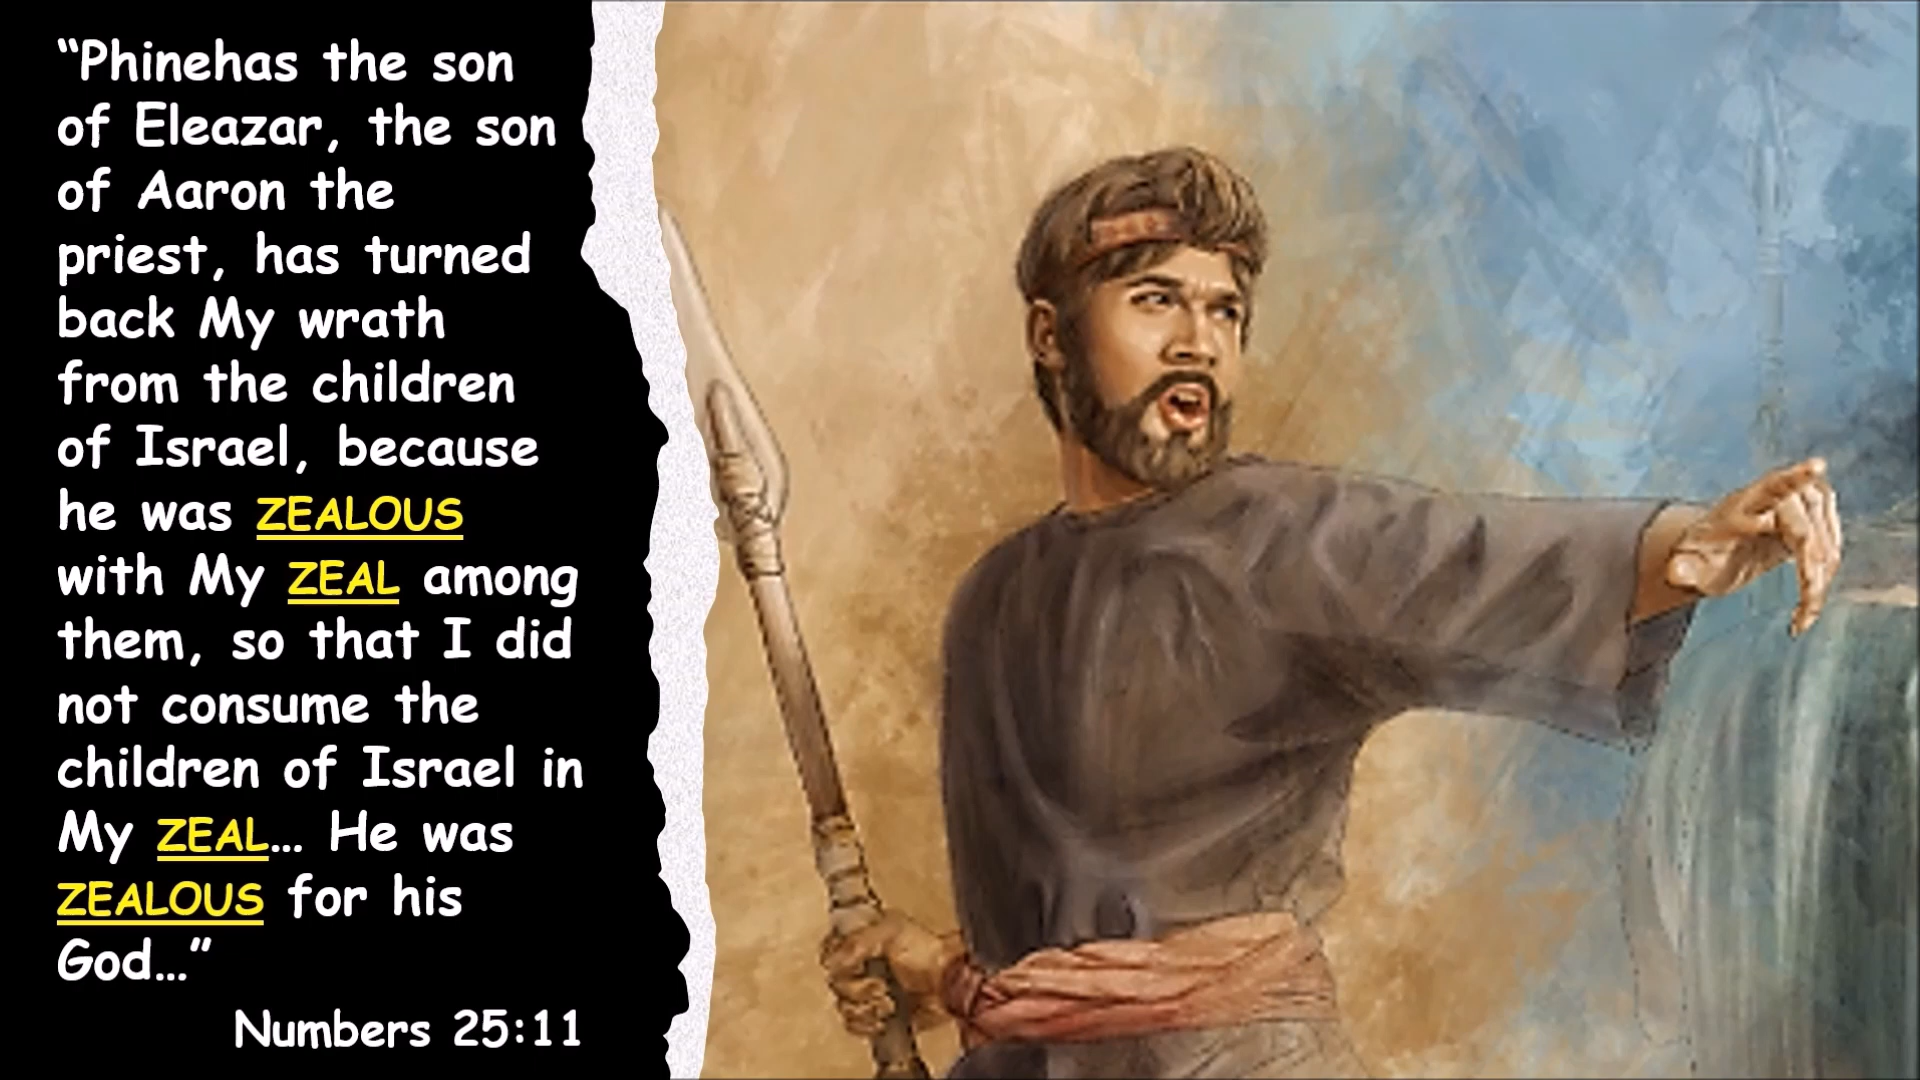 “Phinehas the son
of Eleazar, the son
of Aaron the
priest, has turned
back My wrath
from the children
of Israel, because
he was ZEALOUS
with My ZEAL among
them, so that I did
not consume the
children of Israel in
My ZEAL… He was
ZEALOUS for his
God…”
Numbers 25:11